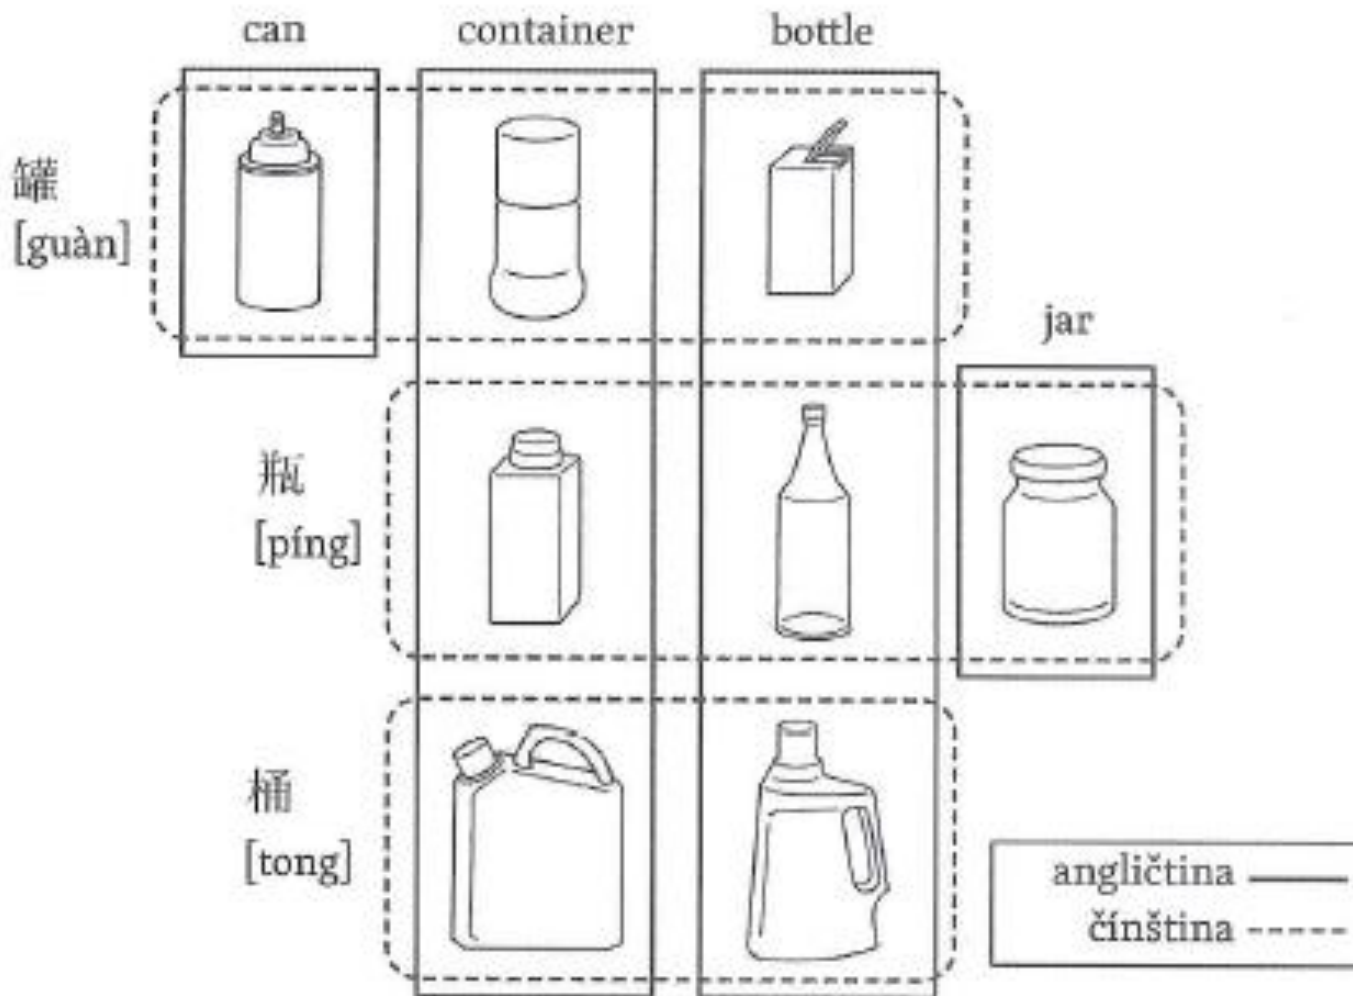 can
container
bottle
罐
[guàn]
jar
瓶
[píng]
桶
[tong]
angličtina
čínština